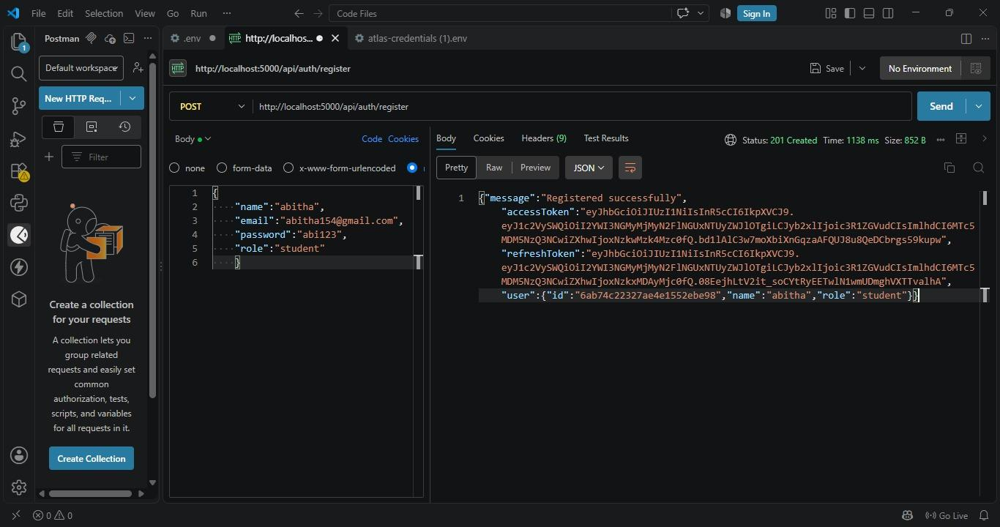 File Edit Selection View Go Run ··· Code Files Sign In
Postman
.env http://localhos... atlas-credentials (1).env
Default workspace
http://localhost:5000/api/auth/register Save No Environment
New HTTP Req...
POST http://localhost:5000/api/auth/register Send
Filter
Body Code Cookies
Body Cookies Headers (9) Test Results Status: 201 Created Time: 1138 ms Size: 852 B
none form-data x-www-form-urlencoded
Pretty Raw Preview JSON
1 {
2 "name":"abitha",
3 "email":"abitha154@gmail.com",
4 "password":"abi123",
5 "role":"student"
6 }
1 {"message":"Registered successfully",
"accessToken":"eyJhbGciOiJIUzI1NiIsInR5cCI6IkpXVCJ9.
"refreshToken":"eyJhbGciOiJIUzI1NiIsInR5cCI6IkpXVCJ9.
"user":{"id":"6ab74c22327ae4e1552ebe98","name":"abitha","role":"student"}}
Create a collection
for your requests
A collection lets you
group related
requests and easily set
common
authorization, tests,
scripts, and variables
for all requests in it.
Create Collection
0 0 Go Live